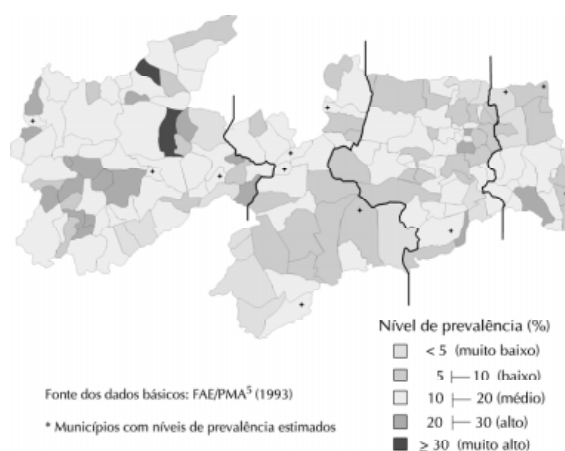 Nível de prevalência (%)
< 5 (muito baixo)
5 ⊢ 10 (baixo)
10 ⊢ 20 (médio)
20 ⊢ 30 (alto)
≥ 30 (muito alto)
Fonte dos dados básicos: FAE/PMA⁵ (1993)
* Municípios com níveis de prevalência estimados